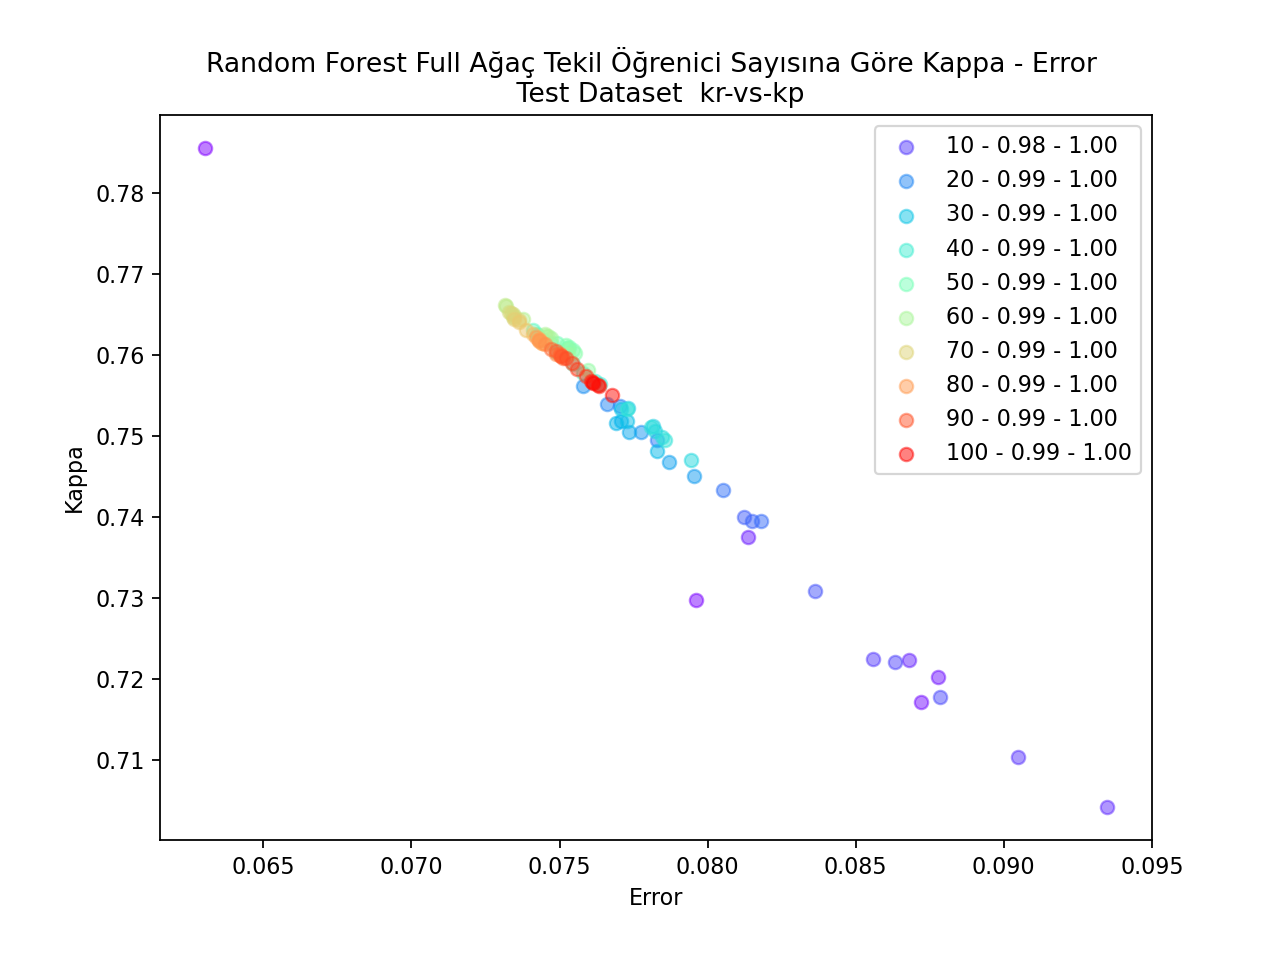 Random Forest Full Ağaç Tekil Öğrenici Sayısına Göre Kappa - Error
Test Dataset  kr-vs-kp
10 - 0.98 - 1.00
20 - 0.99 - 1.00
30 - 0.99 - 1.00
40 - 0.99 - 1.00
50 - 0.99 - 1.00
60 - 0.99 - 1.00
70 - 0.99 - 1.00
80 - 0.99 - 1.00
90 - 0.99 - 1.00
100 - 0.99 - 1.00
Kappa
0.78
0.77
0.76
0.75
0.74
0.73
0.72
0.71
0.065 0.070 0.075 0.080 0.085 0.090 0.095
Error